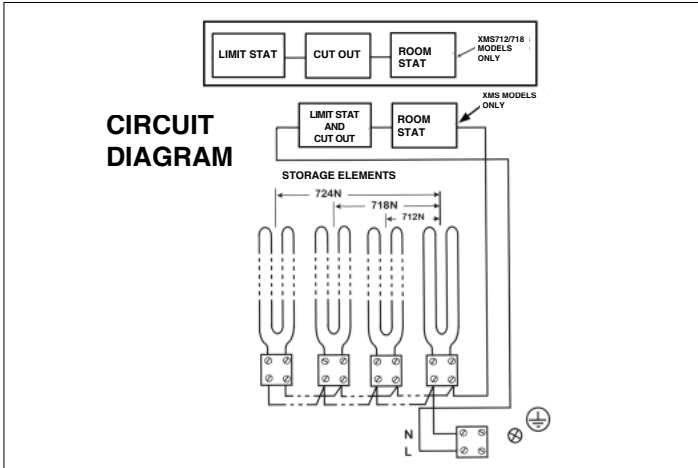 LIMIT STAT
CUT OUT
ROOM
STAT
XMS712/718
MODELS
ONLY
LIMIT STAT
AND
CUT OUT
ROOM
STAT
XMS MODELS
ONLY
CIRCUIT
DIAGRAM
STORAGE ELEMENTS
724N
718N
712N
N
L